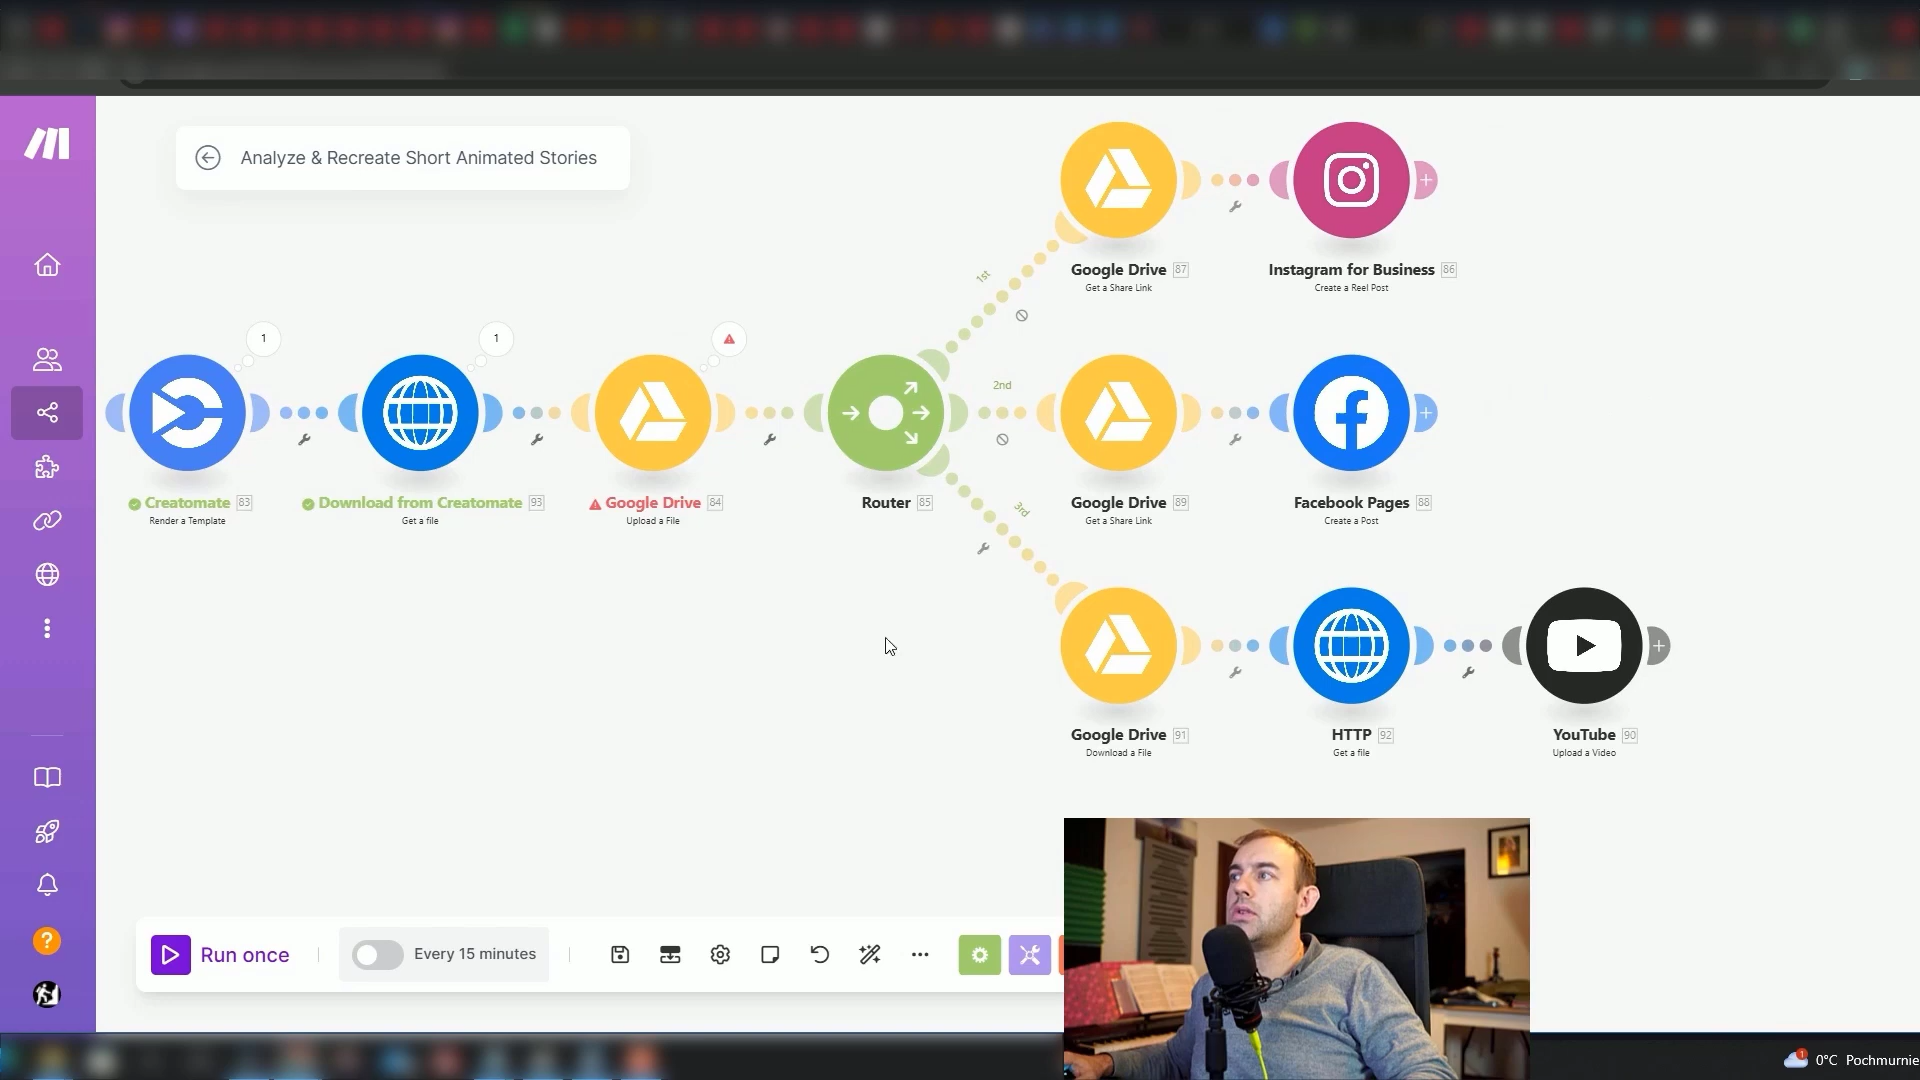 Analyze & Recreate Short Animated Stories
1st
Google Drive 87
Get a Share Link
Instagram for Business 86
Create a Reel Post
1
1
2nd
Creatomate 83
Render a Template
Download from Creatomate 93
Get a file
Google Drive 84
Upload a File
Router 85
Google Drive 89
Get a Share Link
Facebook Pages 88
Create a Post
3rd
Google Drive 91
Download a File
HTTP 92
Get a file
YouTube 90
Upload a Video
?
Run once
Every 15 minutes
1
0°C Pochmurnie